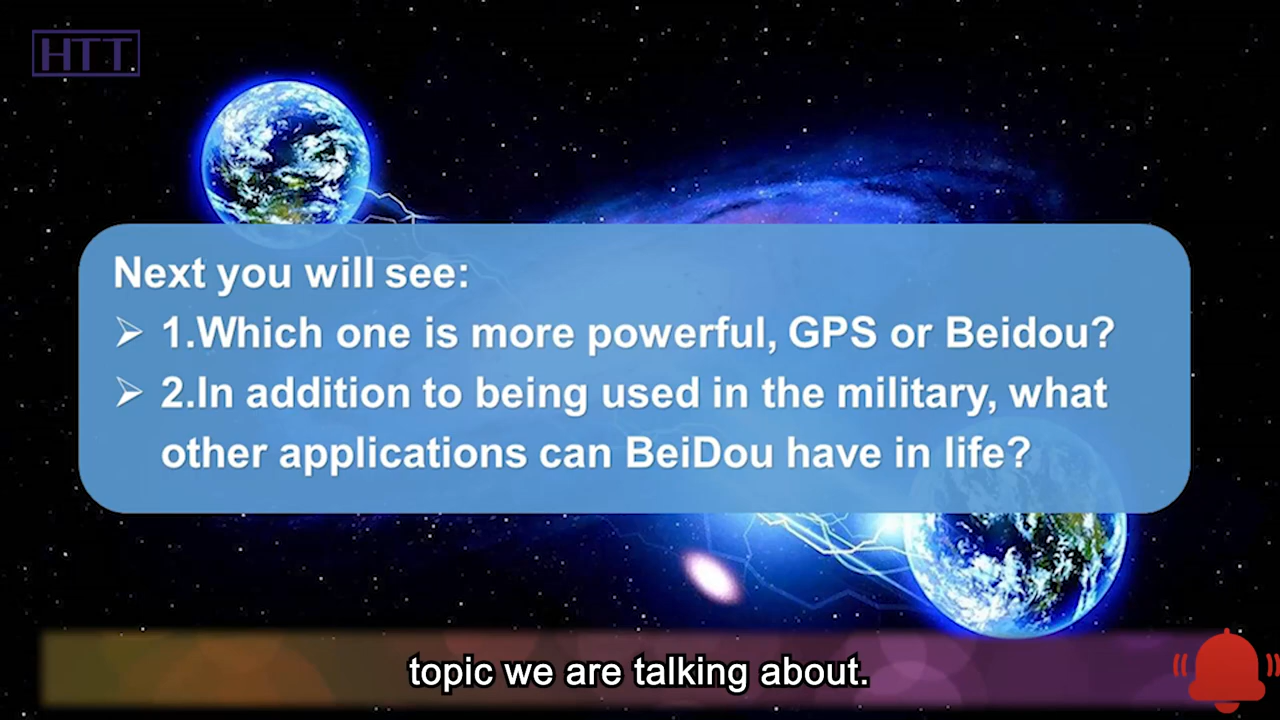 HTT
Next you will see:
➢ 1.Which one is more powerful, GPS or Beidou?
➢ 2.In addition to being used in the military, what
other applications can BeiDou have in life?
topic we are talking about.